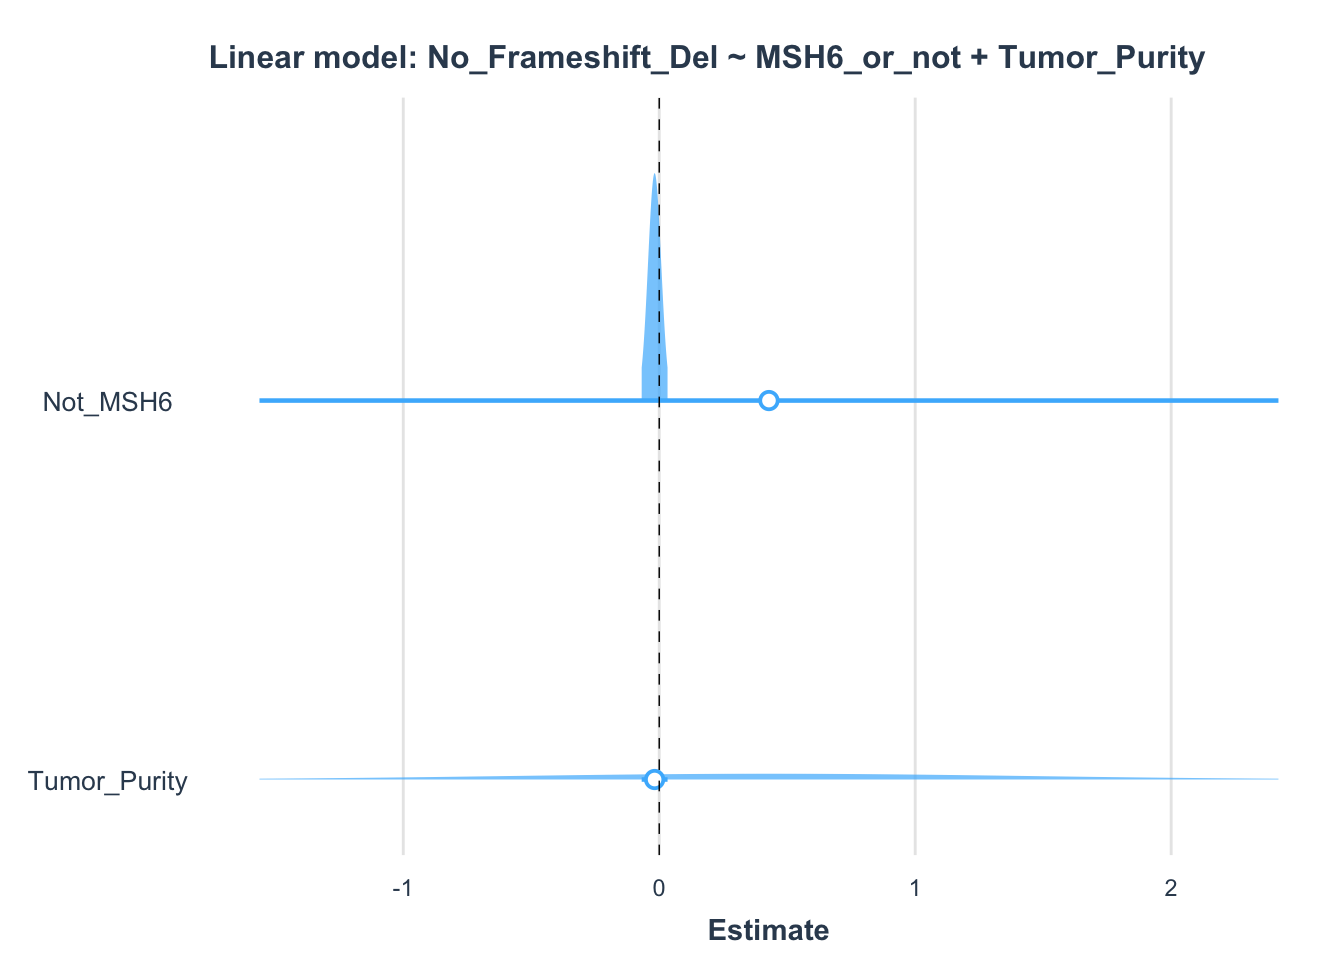 Linear model: No_Frameshift_Del ~ MSH6_or_not + Tumor_Purity
Not_MSH6
Tumor_Purity
-1 0 1 2
Estimate